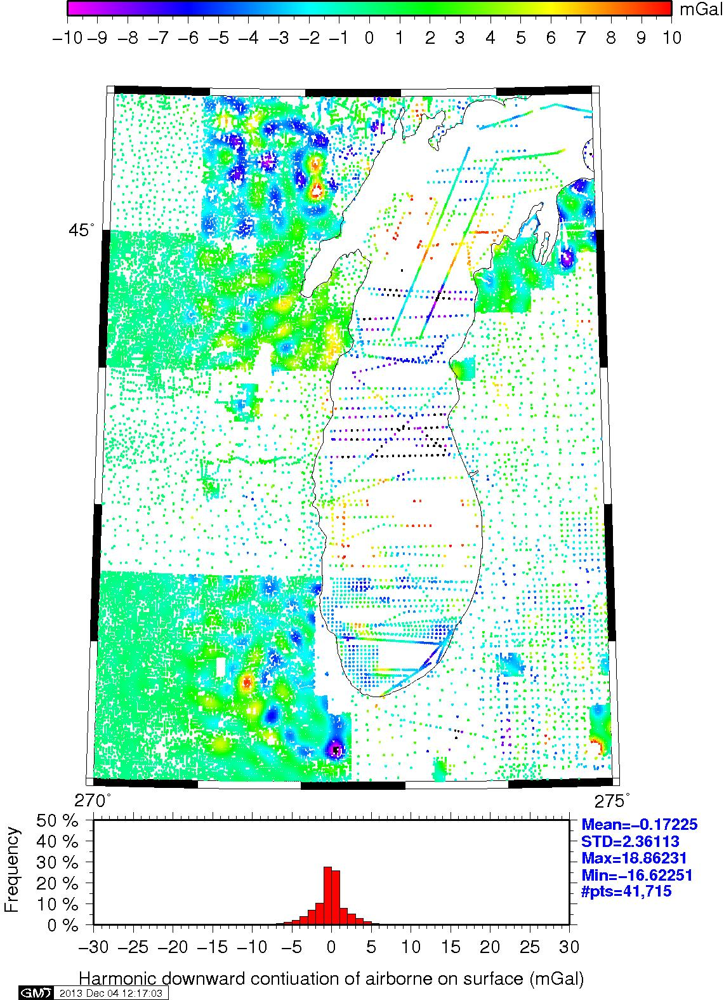 mGal
−10 −9 −8 −7 −6 −5 −4 −3 −2 −1 0 1 2 3 4 5 6 7 8 9 10
45°
270° 275°
50 %
40 %
30 %
20 %
10 %
0 %
Frequency
Mean=−0.17225
STD=2.36113
Max=18.86231
Min=−16.62251
#pts=41,715
−30 −25 −20 −15 −10 −5 0 5 10 15 20 25 30
Harmonic downward contiuation of airborne on surface (mGal)
GMT 2013 Dec 04 12:17:03